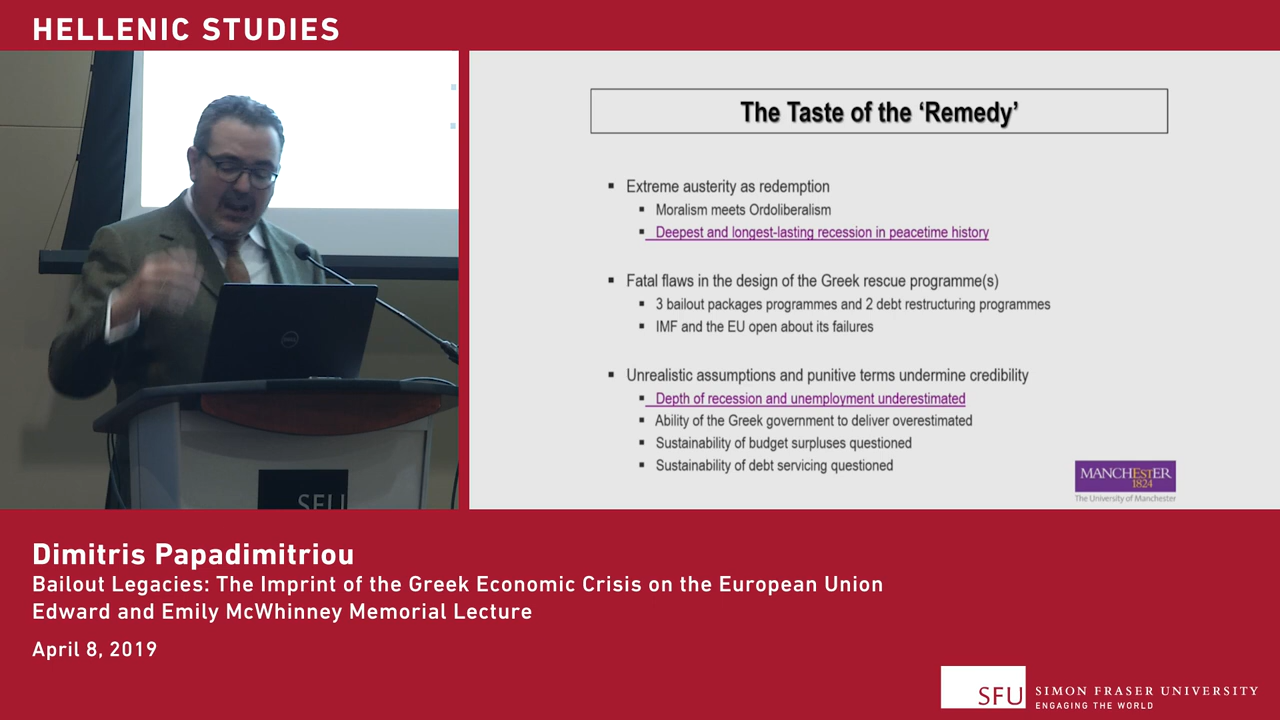 HELLENIC STUDIES
SFU
The Taste of the ‘Remedy’
Extreme austerity as redemption
Moralism meets Ordoliberalism
Deepest and longest-lasting recession in peacetime history
Fatal flaws in the design of the Greek rescue programme(s)
3 bailout packages programmes and 2 debt restructuring programmes
IMF and the EU open about its failures
Unrealistic assumptions and punitive terms undermine credibility
Depth of recession and unemployment underestimated
Ability of the Greek government to deliver overestimated
Sustainability of budget surpluses questioned
Sustainability of debt servicing questioned
MANCHESTER
1824
The University of Manchester
Dimitris Papadimitriou
Bailout Legacies: The Imprint of the Greek Economic Crisis on the European Union
Edward and Emily McWhinney Memorial Lecture
April 8, 2019
SFU
SIMON FRASER UNIVERSITY
ENGAGING THE WORLD